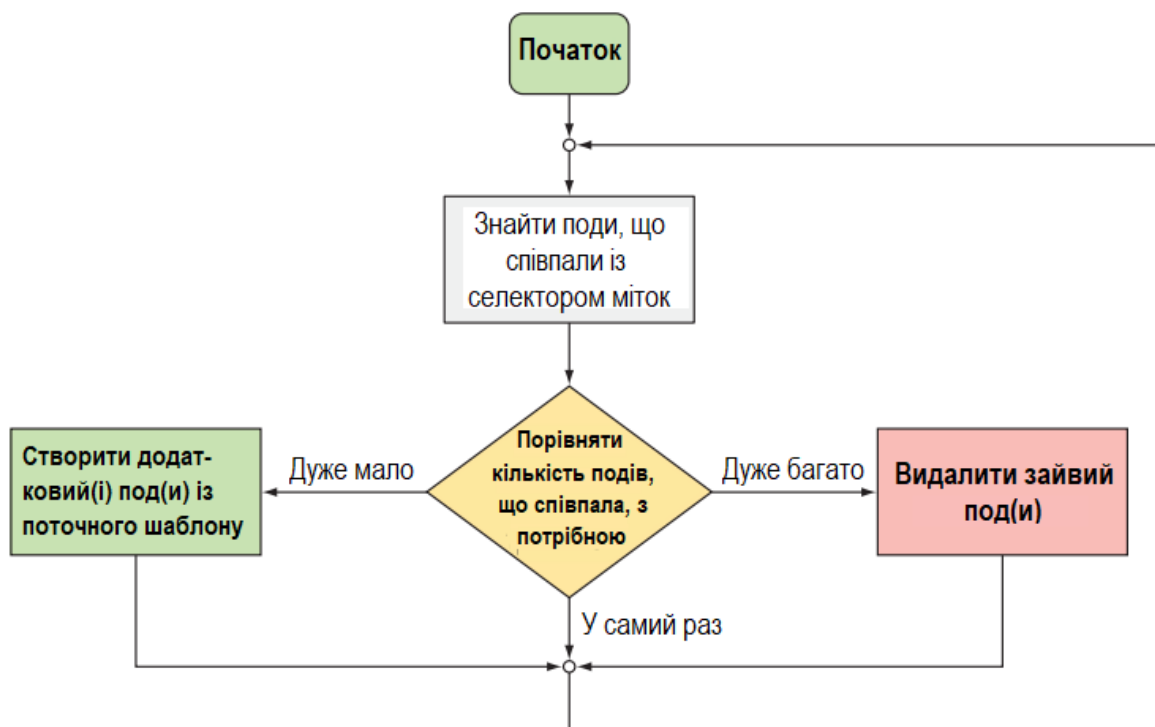 Початок
Знайти поди, що
співпали із
селектором міток
Створити додат-
ковий(і) под(и) із
поточного шаблону
Дуже мало
Порівняти
кількість подів,
що співпала, з
потрібною
Дуже багато
Видалити зайвий
под(и)
У самий раз